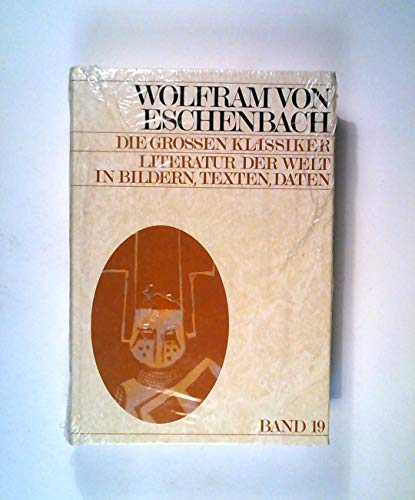 WOLFRAM VON
ESCHENBACH
DIE GROSSEN KLASSIKER
LITERATUR DER WELT
IN BILDERN, TEXTEN, DATEN
BAND 19